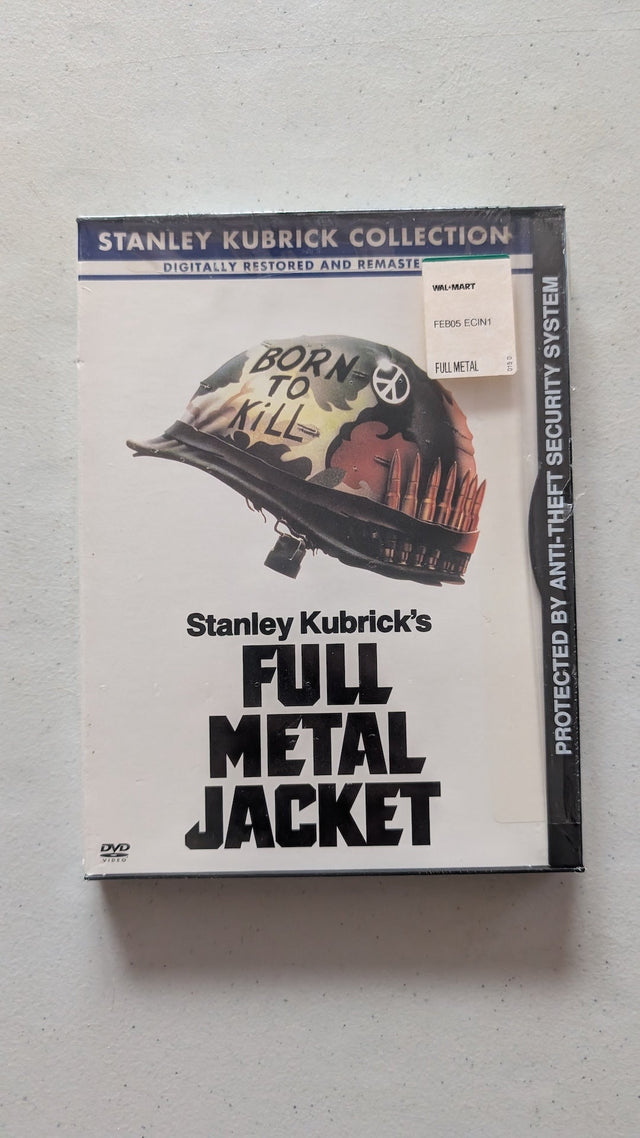 STANLEY KUBRICK COLLECTION
DIGITALLY RESTORED AND
WAL-MART
FEB05 ECIN1
FULL METAL
BORN
TO
KiLL
PROTECTED BY ANTI-THEFT SECURITY SYSTEM
Stanley Kubrick's
FULL
METAL
JACKET
DVD
VIDEO